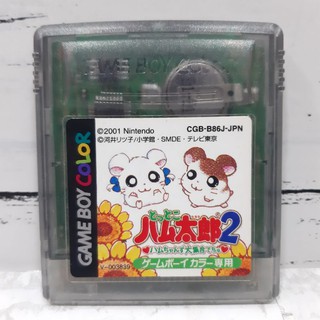 GAME BOY COLOR
©2001 Nintendo
CGB-B86J-JPN
©河井リツ子/小学館・SMDE・テレビ東京
GAME BOY COLOR
とっとこ
ハム太郎2
ハムちゃんず大集合でちゅ
ゲームボーイカラー専用
V-003839